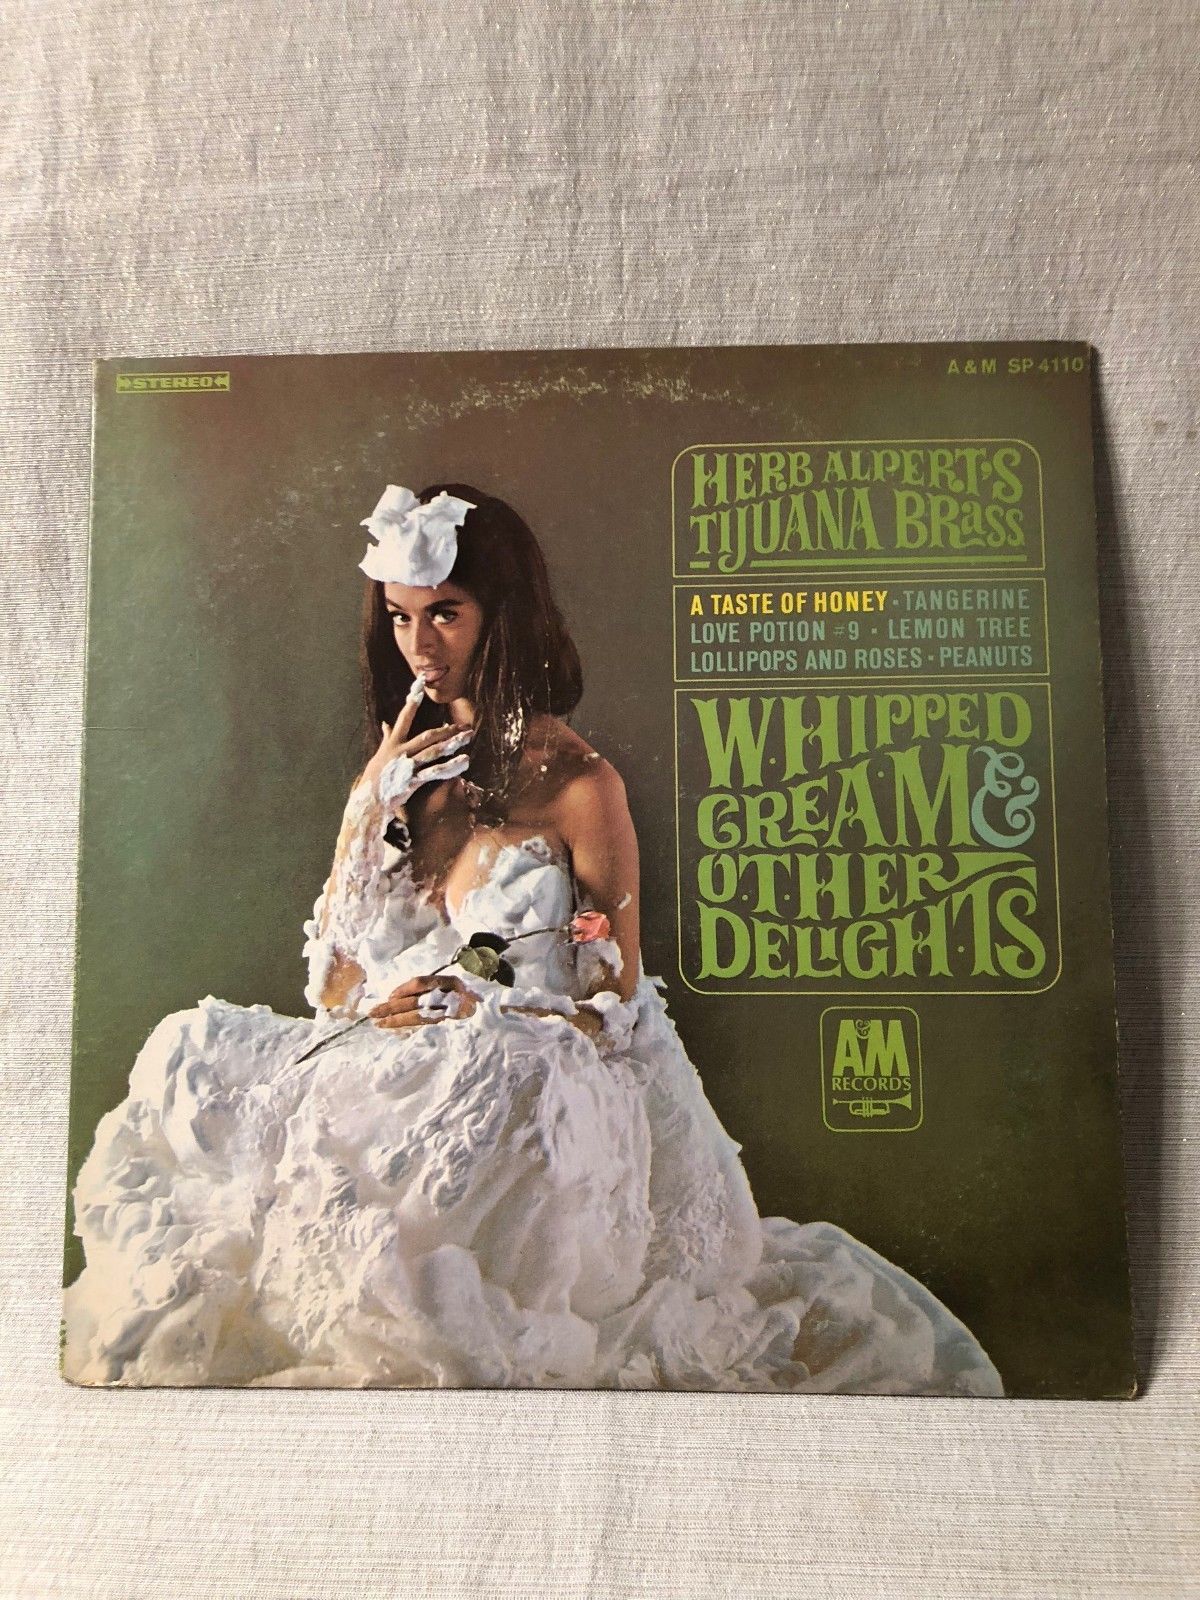 STEREO
A & M SP 4110
HERB ALPERT'S
TIJUANA BRASS
A TASTE OF HONEY · TANGERINE
LOVE POTION #9 · LEMON TREE
LOLLIPOPS AND ROSES · PEANUTS
WHIPPED
CREAM &
OTHER
DELIGHTS
A&M
RECORDS